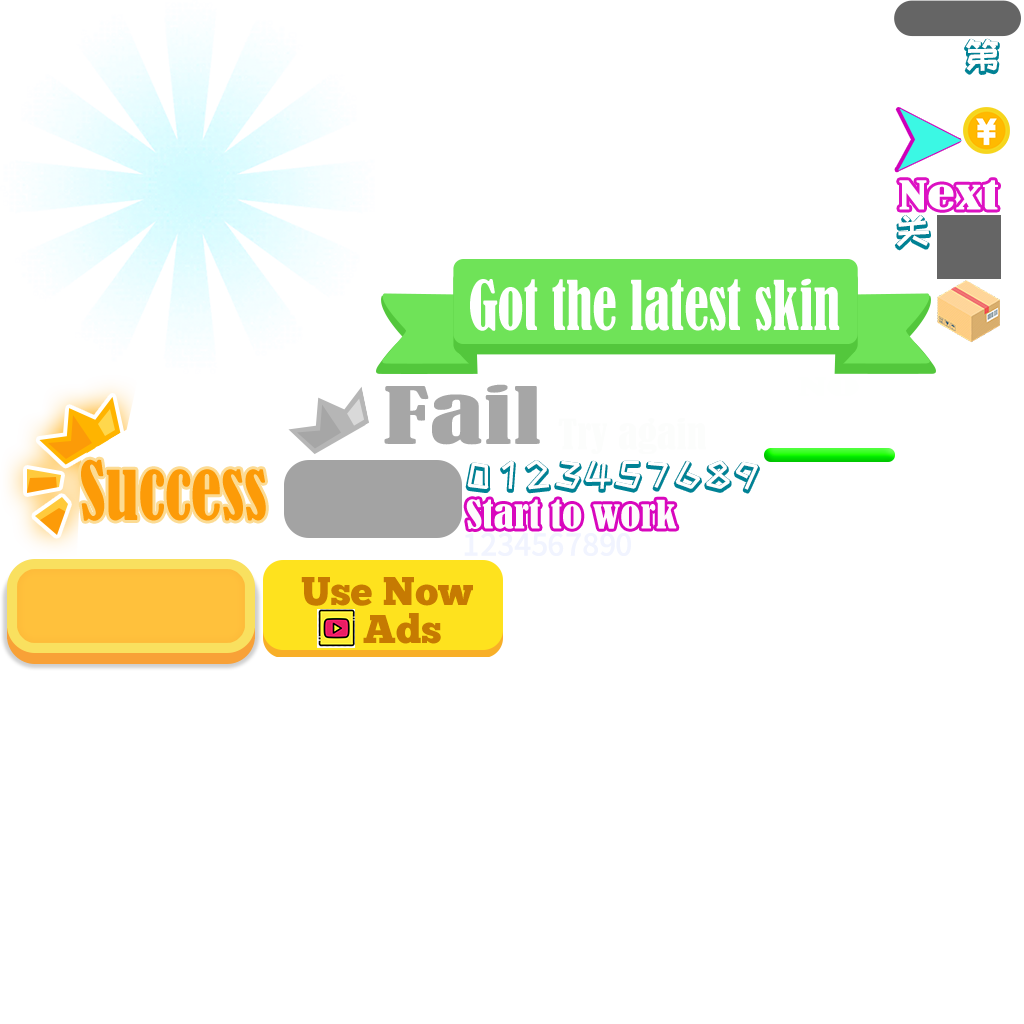 第
¥
Next
关
Got the latest skin
Fail
Try again
Success
0123457689
Start to work
1234567890
Use Now
Ads